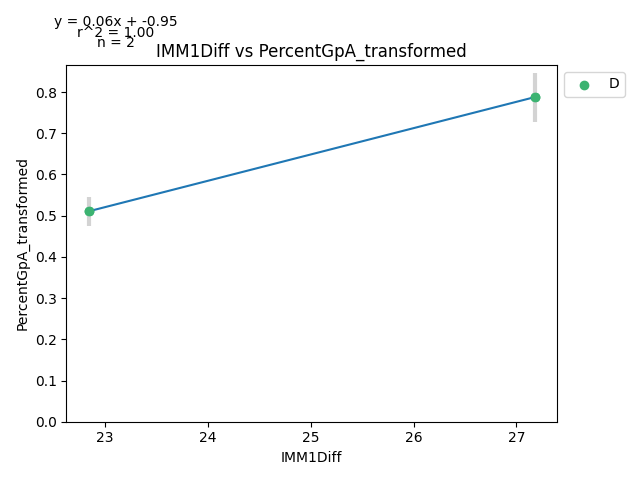 y = 0.06x + -0.95
r^2 = 1.00
n = 2
IMM1Diff vs PercentGpA_transformed
D
PercentGpA_transformed
0.8
0.7
0.6
0.5
0.4
0.3
0.2
0.1
0.0
23 24 25 26 27
IMM1Diff